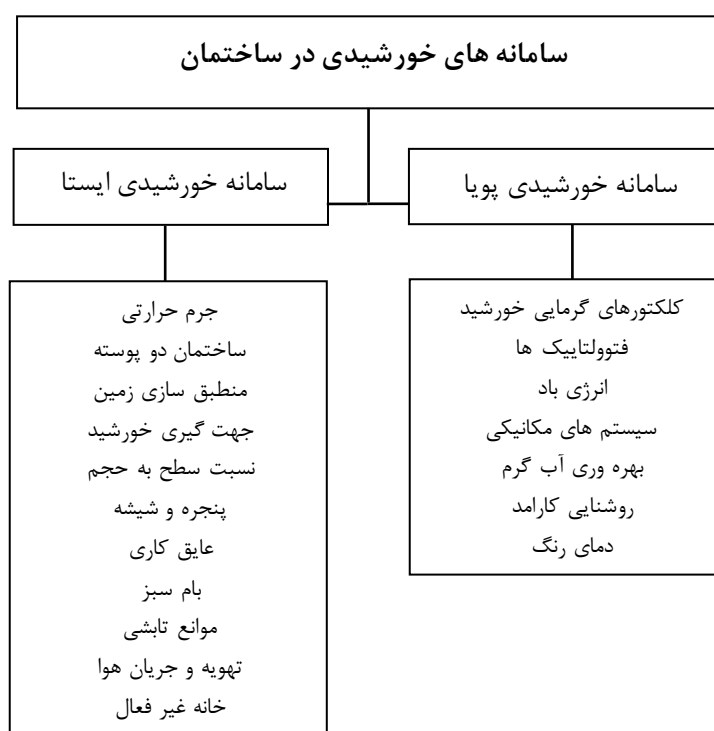 سامانه های خورشیدی در ساختمان
سامانه خورشیدی پویا
کلکتورهای گرمایی خورشید
فتوولتاییک ها
انرژی باد
سیستم های مکانیکی
بهره وری آب گرم
روشنایی کارامد
دمای رنگ
سامانه خورشیدی ایستا
جرم حرارتی
ساختمان دو پوسته
منطبق سازی زمین
جهت گیری خورشید
نسبت سطح به حجم
پنجره و شیشه
عایق کاری
بام سبز
موانع تابشی
تهویه و جریان هوا
خانه غیر فعال